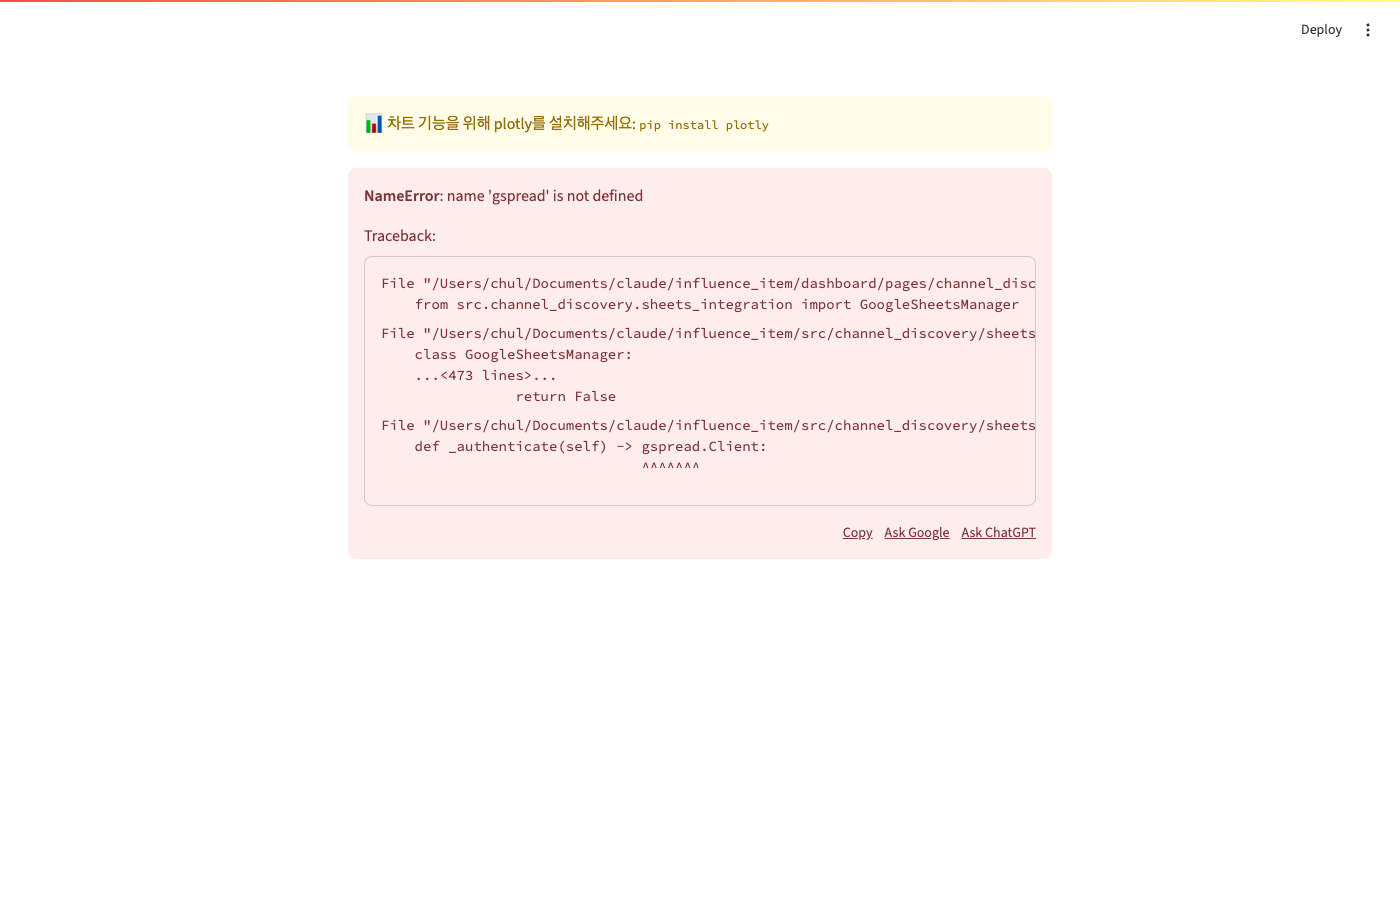 Deploy
📊 차트 기능을 위해 plotly를 설치해주세요: pip install plotly
NameError: name 'gspread' is not defined
Traceback:
File "/Users/chul/Documents/claude/influence_item/dashboard/pages/channel_disc
    from src.channel_discovery.sheets_integration import GoogleSheetsManager
File "/Users/chul/Documents/claude/influence_item/src/channel_discovery/sheets
    class GoogleSheetsManager:
    ...<473 lines>...
                return False
File "/Users/chul/Documents/claude/influence_item/src/channel_discovery/sheets
    def _authenticate(self) -> gspread.Client:
                               ^^^^^^^
Copy Ask Google Ask ChatGPT